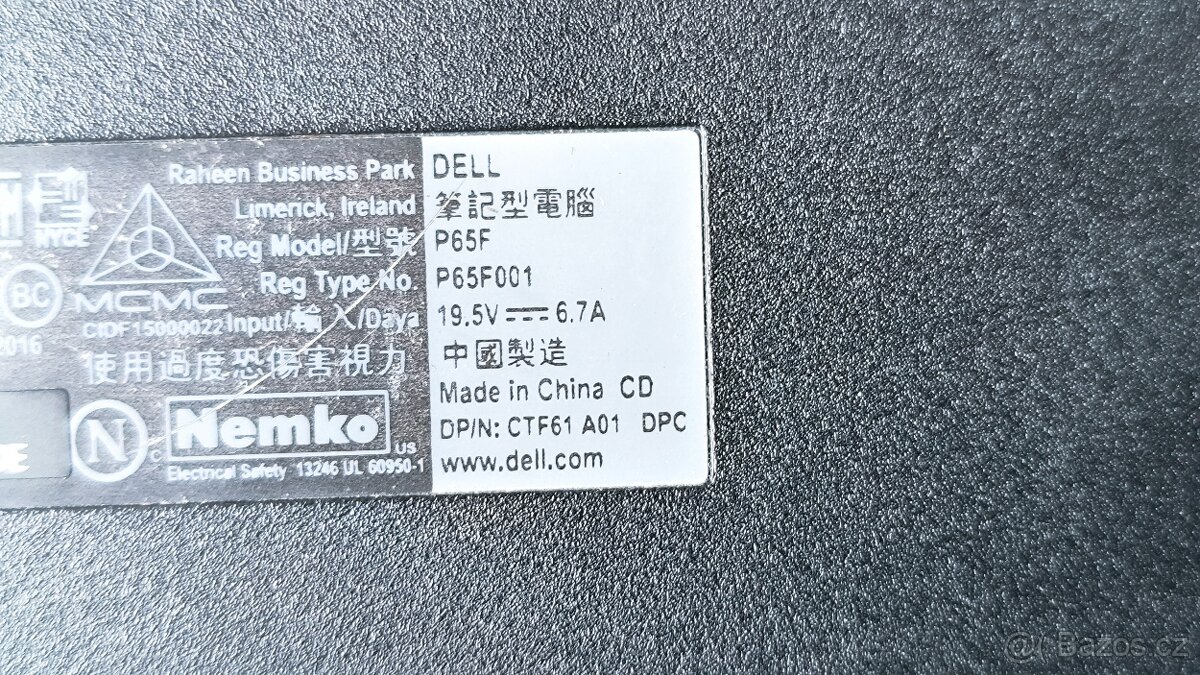 Raheen Business Park DELL
Limerick, Ireland 筆記型電腦
Reg Model/型號 P65F
Reg Type No. P65F001
MCMC
CIDF15000022 Input/輸入/Daya 19.5V 6.7A
2016
BC
NYCE
使用過度恐傷害視力 中國製造
Made in China CD
N
Nemko
C US
DP/N: CTF61 A01 DPC
Electrical Safety 13246 UL 60950-1 www.dell.com
@( Bazos.cz